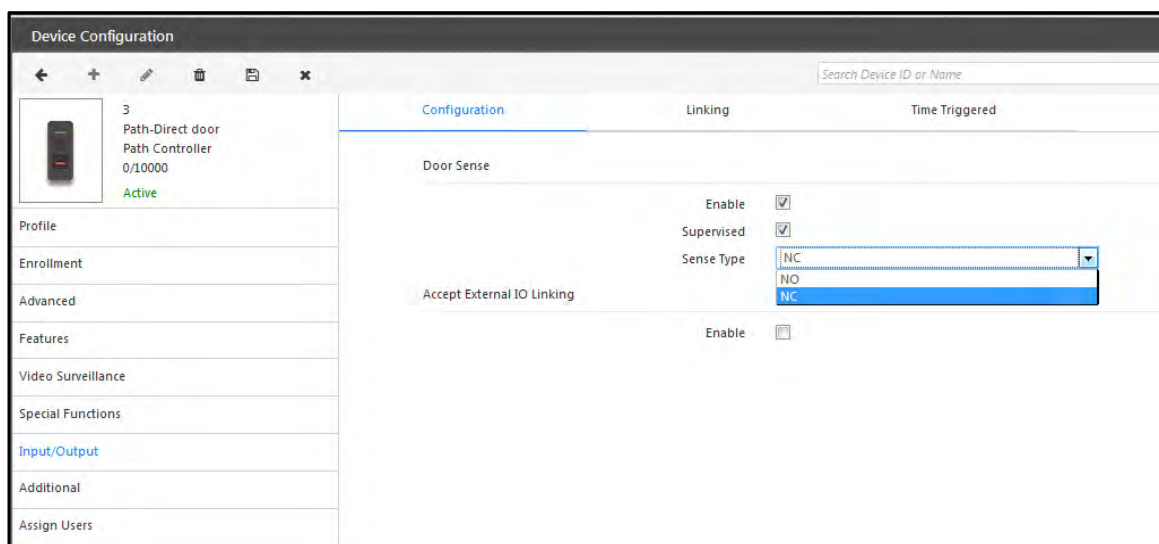 Device Configuration
Search Device ID or Name
3
Path-Direct door
Path Controller
0/10000
Active
Profile
Enrollment
Advanced
Features
Video Surveillance
Special Functions
Input/Output
Additional
Assign Users
Configuration Linking Time Triggered
Door Sense
Enable
Supervised
Sense Type NC
NO
NC
Accept External IO Linking
Enable